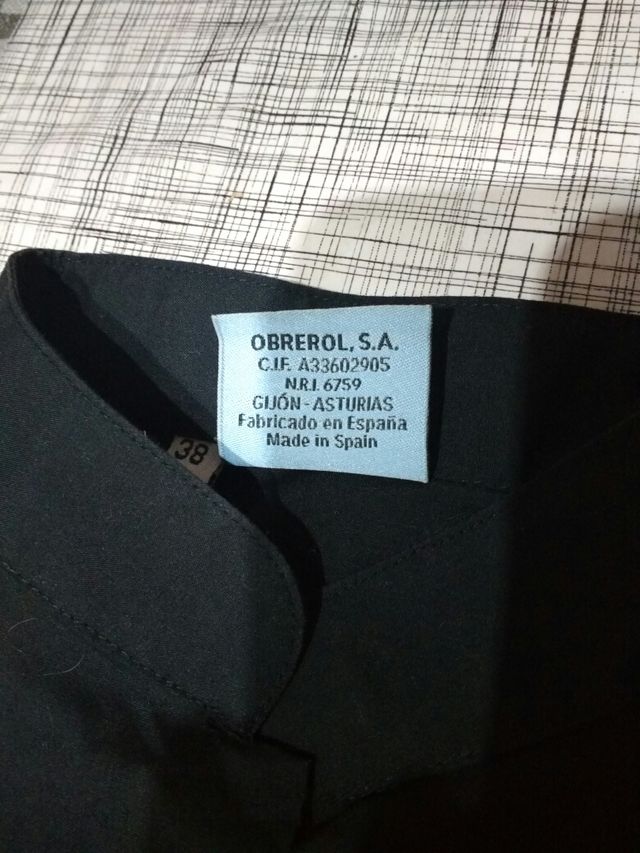 OBREROL, S.A.
C.I.F. A33602905
N.R.I. 6759
GIJÓN-ASTURIAS
Fabricado en España
Made in Spain
38